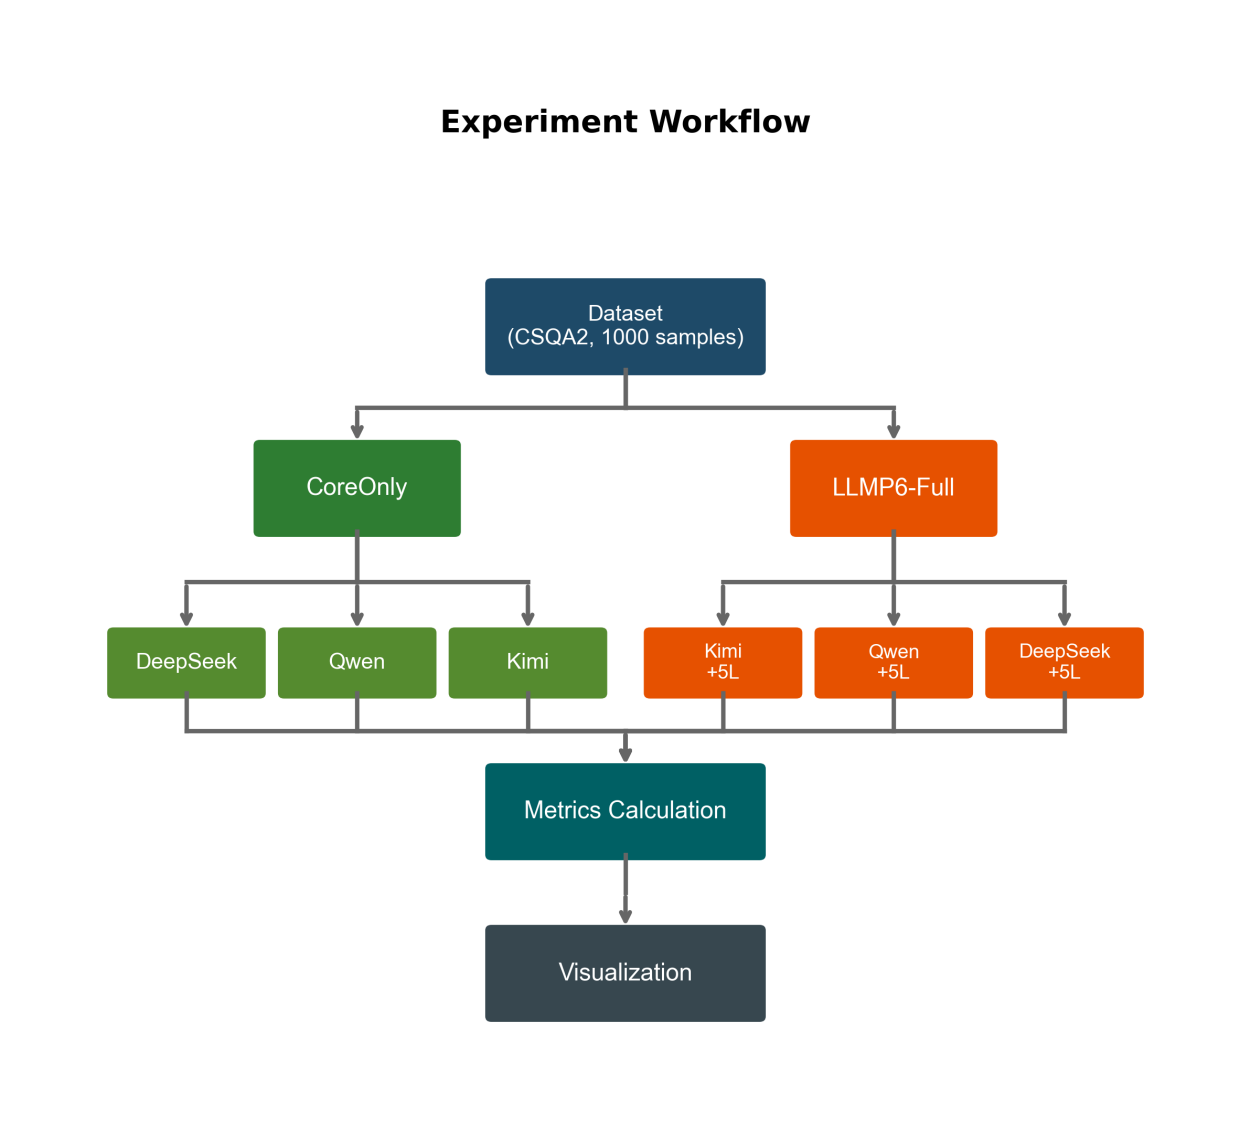 Experiment Workflow
Dataset
(CSQA2, 1000 samples)
CoreOnly
LLMP6-Full
DeepSeek
Qwen
Kimi
Kimi
+5L
Qwen
+5L
DeepSeek
+5L
Metrics Calculation
Visualization